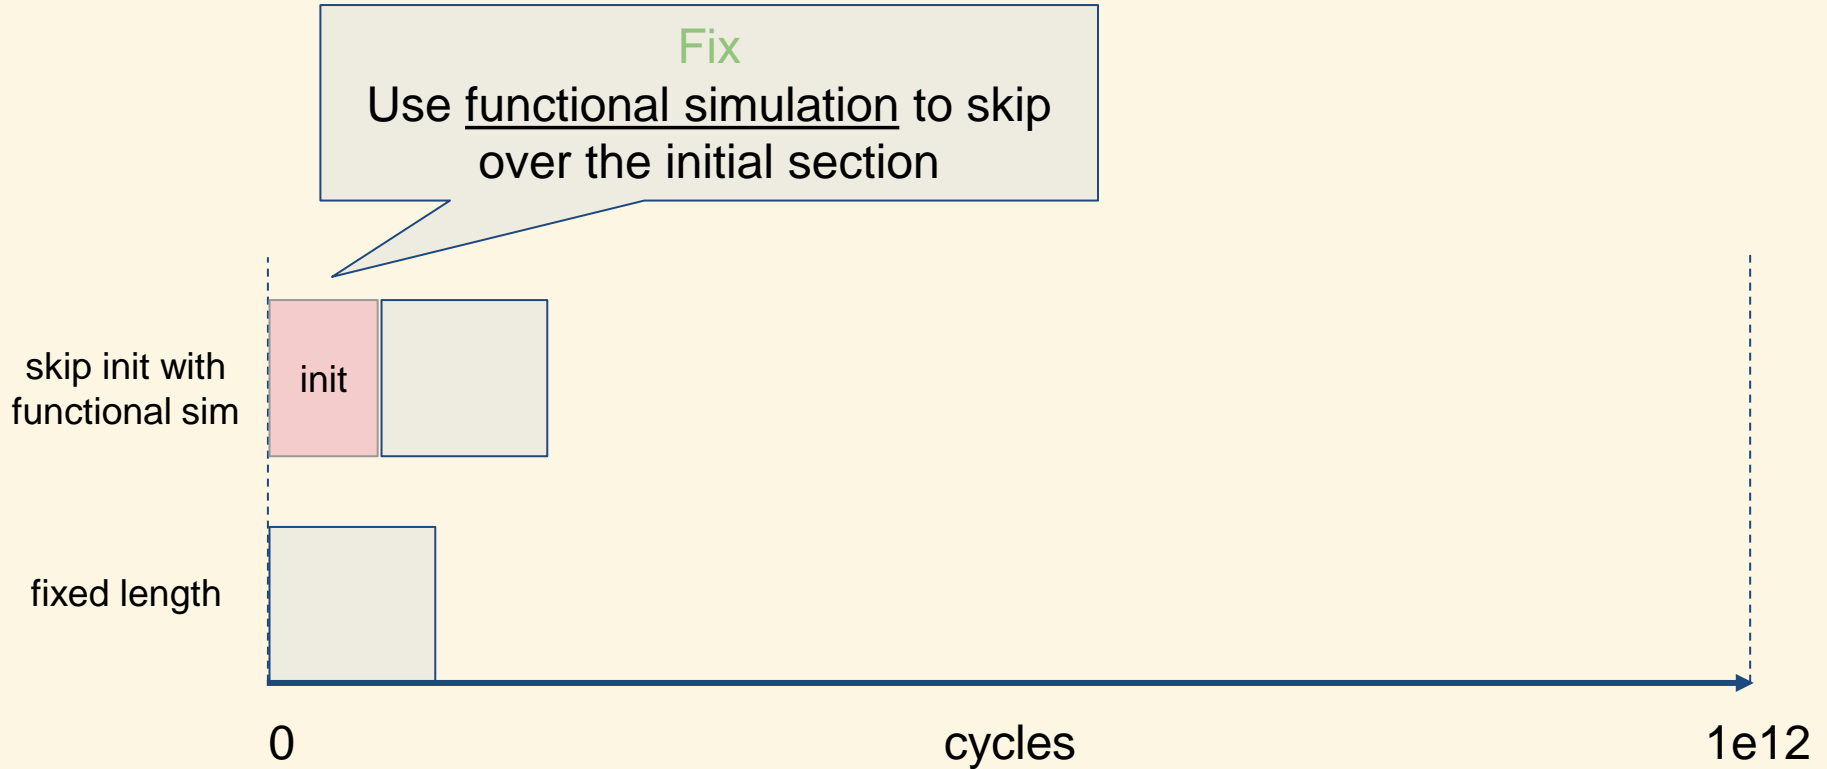 Fix
Use functional simulation to skip
over the initial section
skip init with
functional sim
init
fixed length
0
cycles
1e12